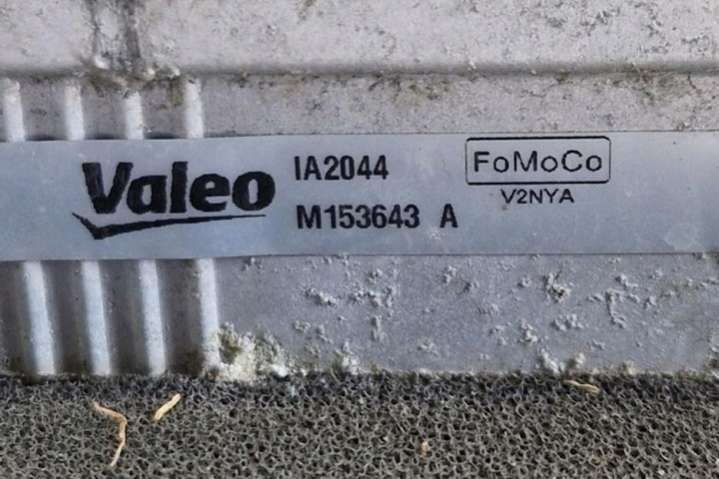 Valeo
IA2044
M153643 A
FoMoCo
V2NYA